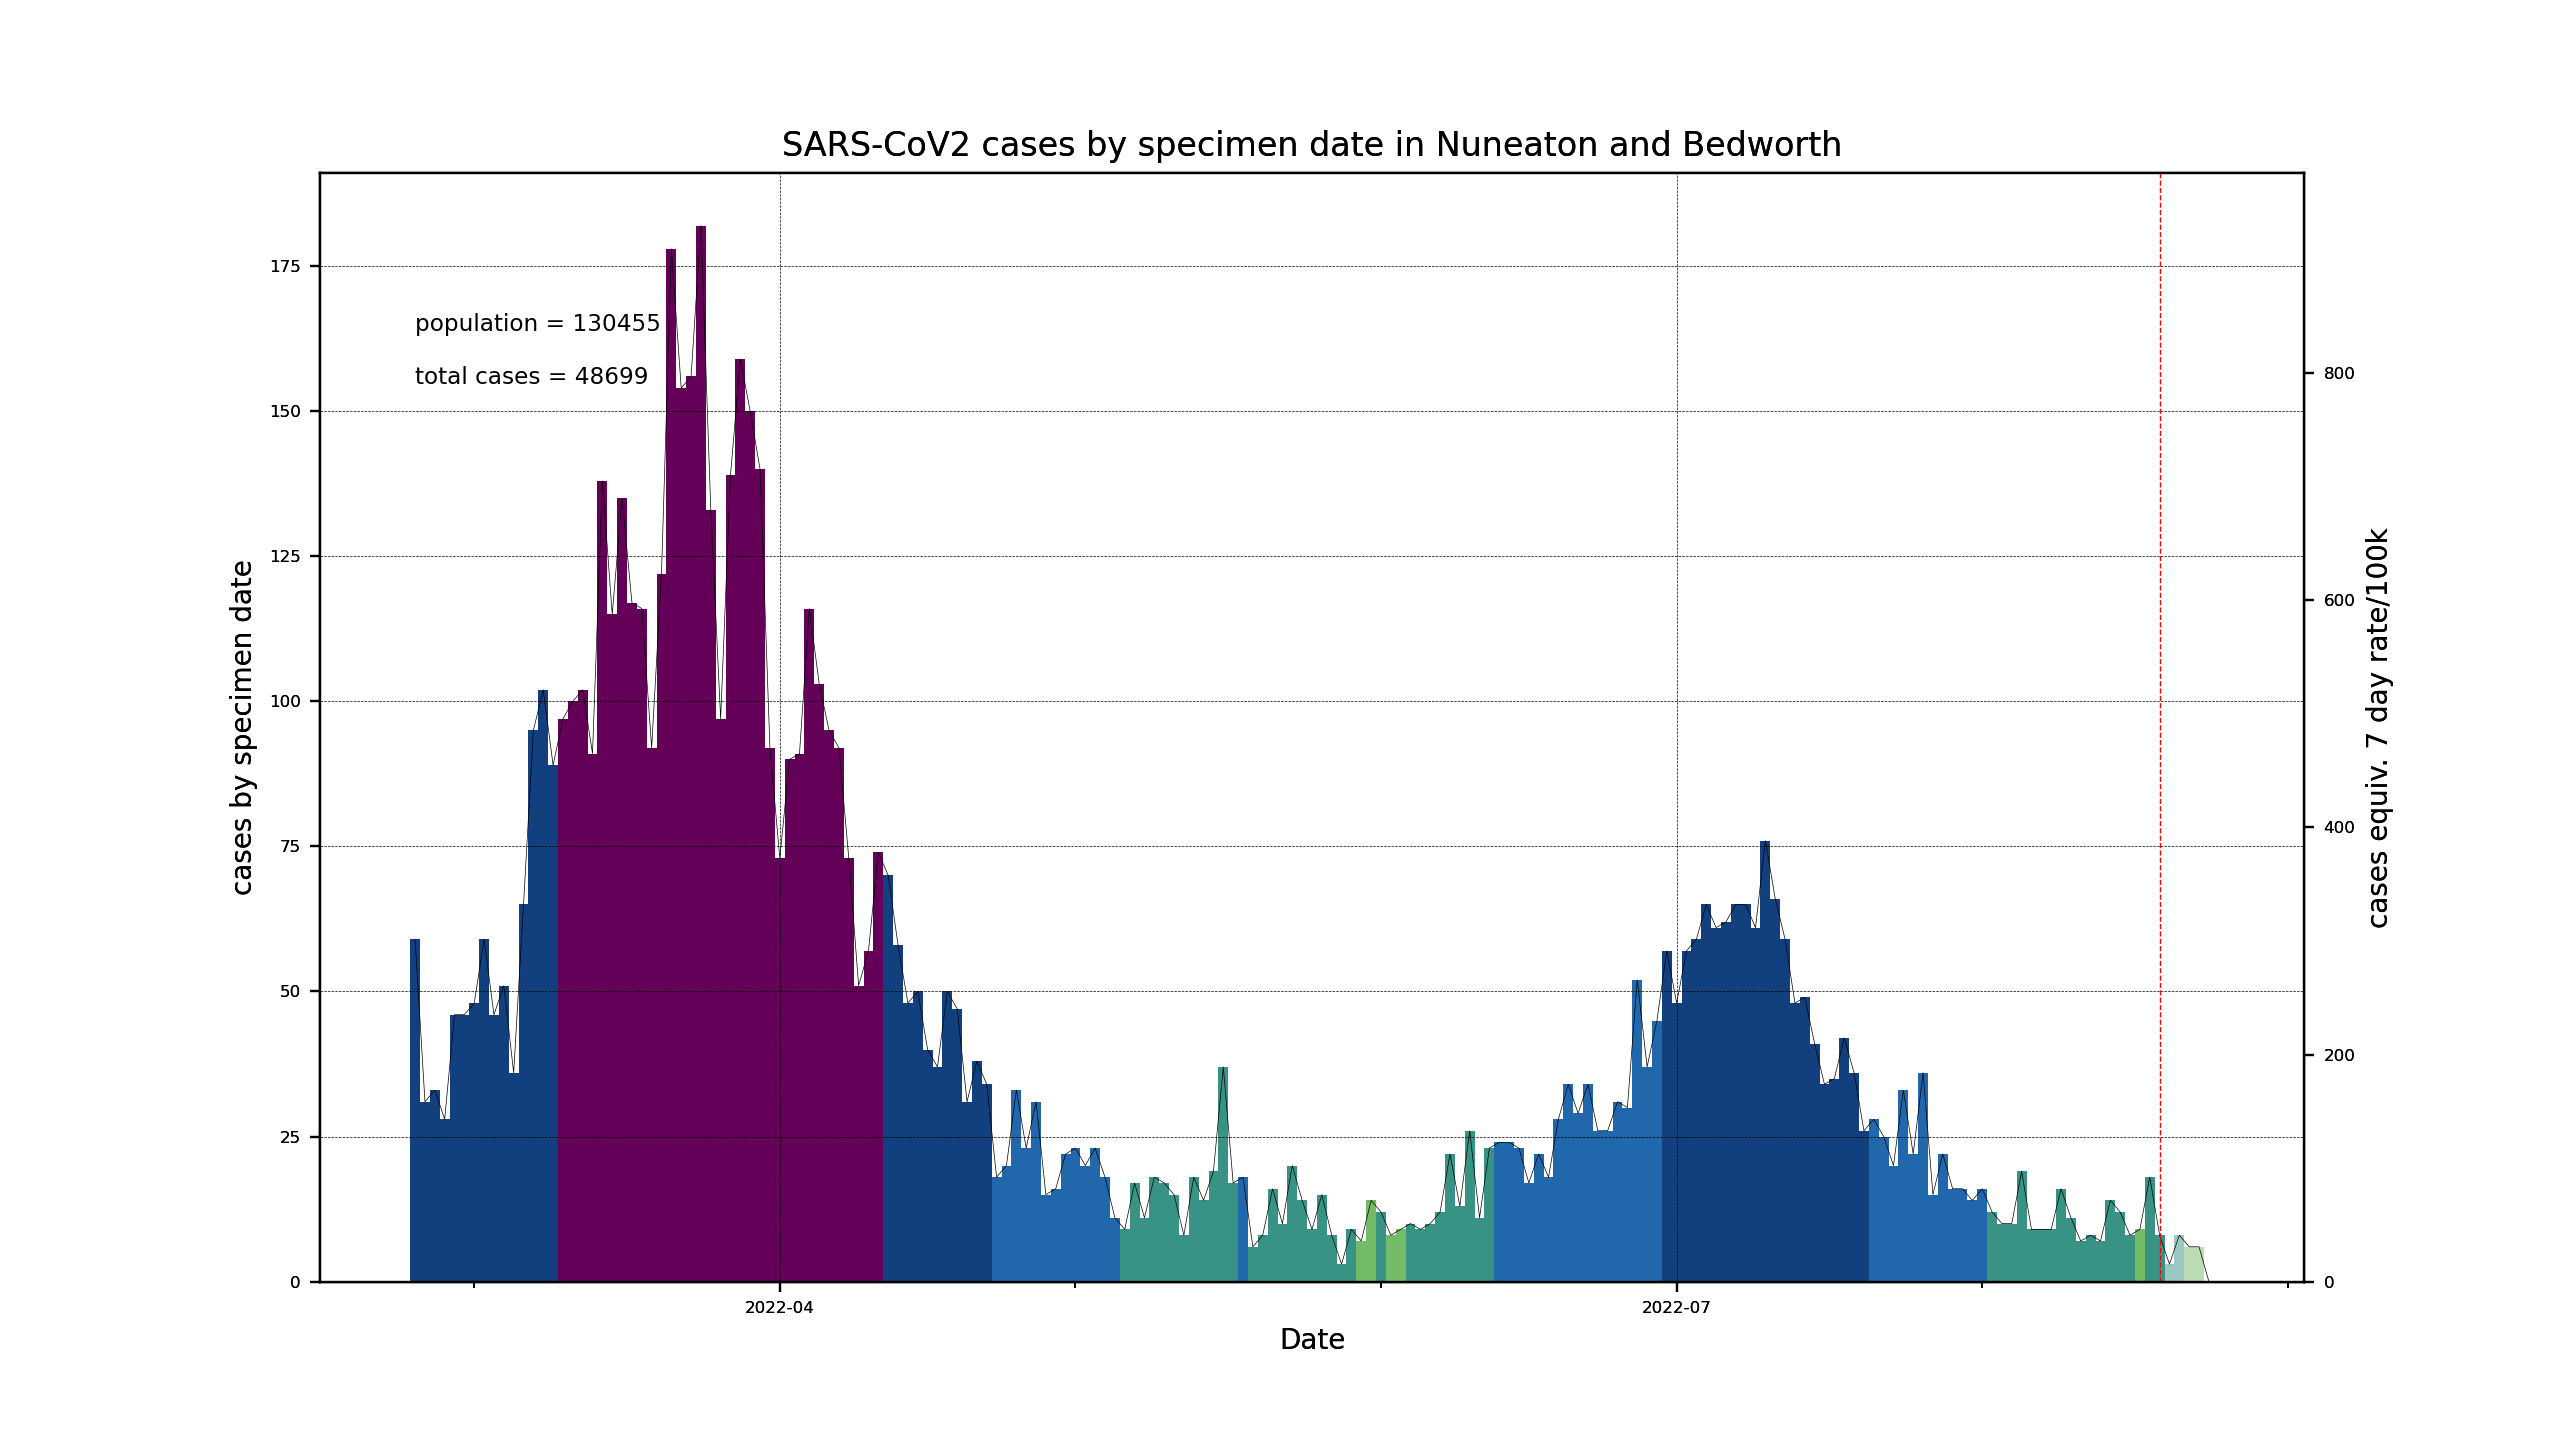 SARS-CoV2 cases by specimen date in Nuneaton and Bedworth
population = 130455
total cases = 48699
cases by specimen date
175
150
125
100
75
50
25
0
800
600
400
200
0
cases equiv. 7 day rate/100k
2022-04
2022-07
Date